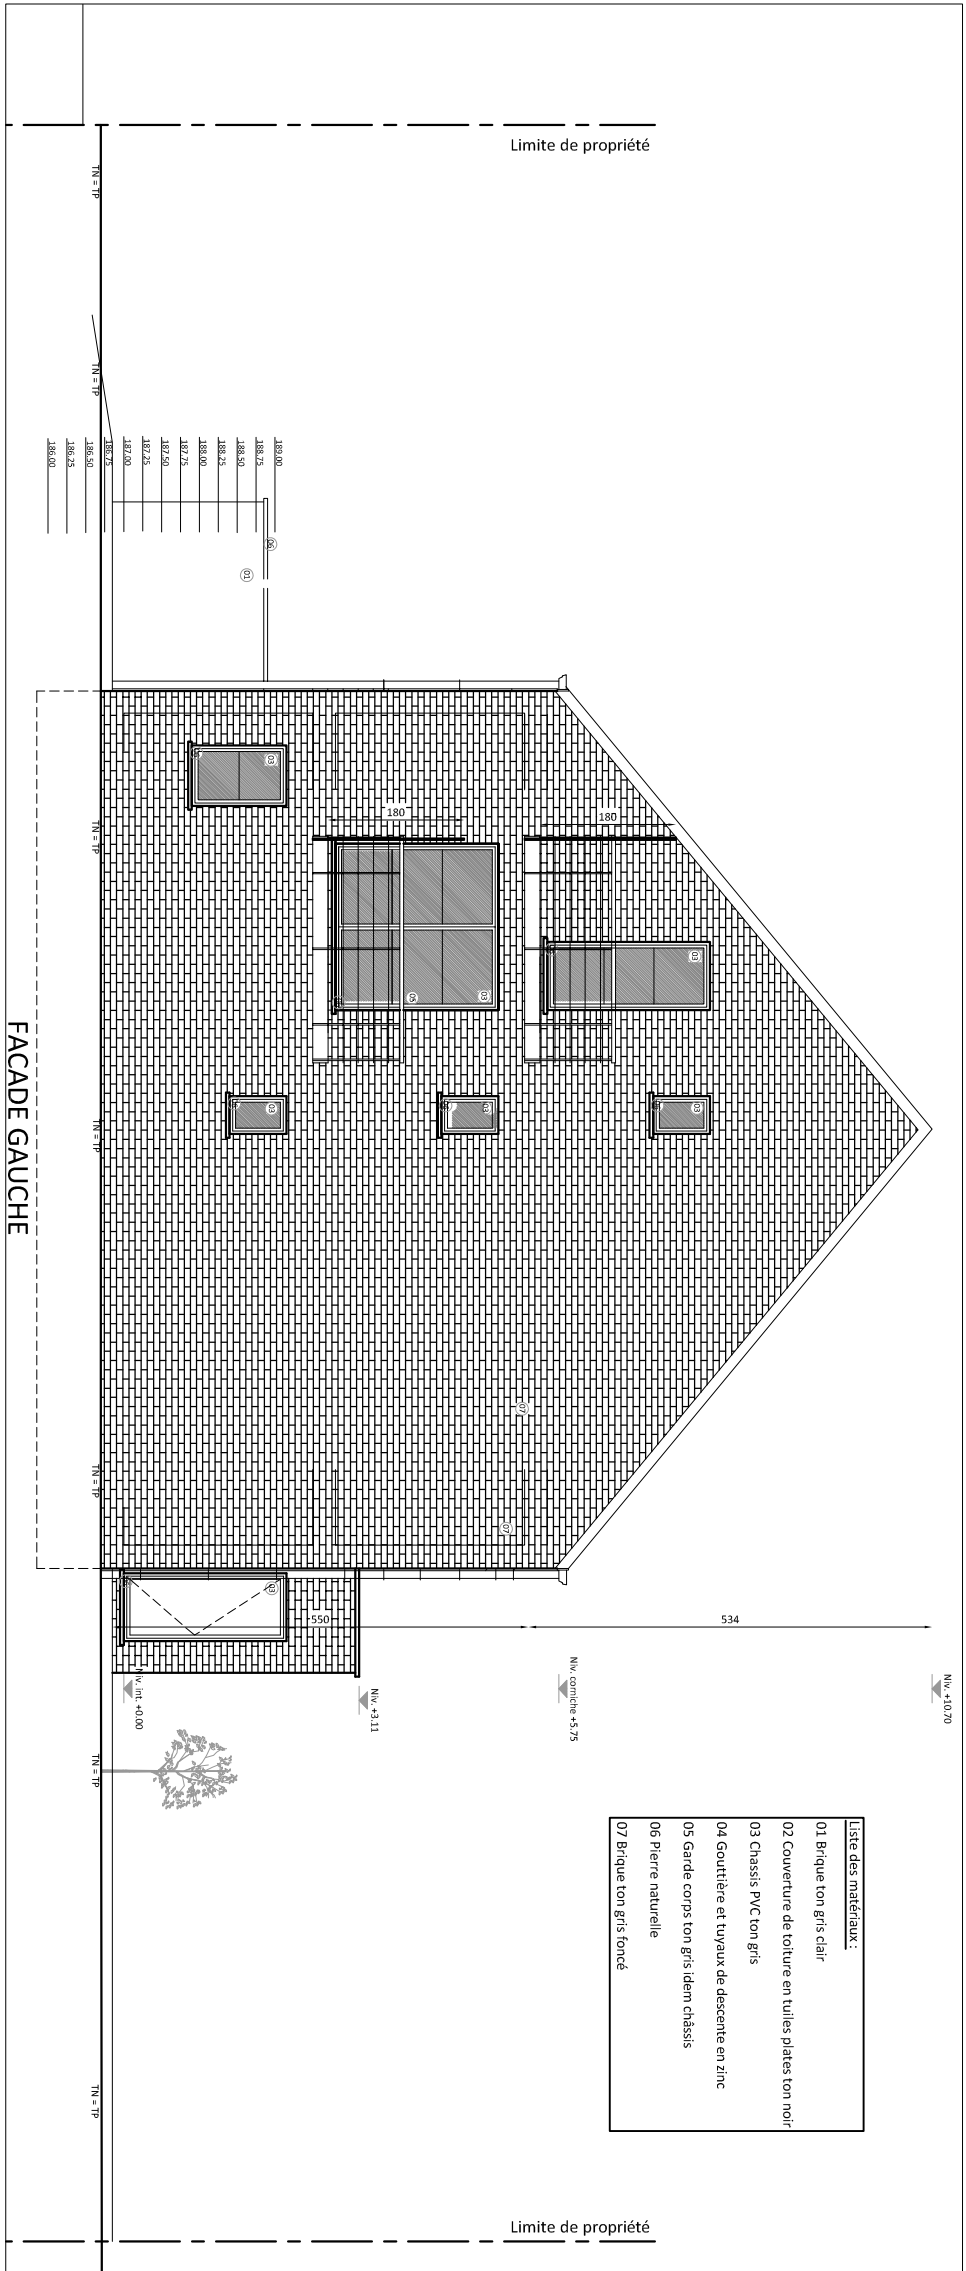 Limite de propriété
Niv. +10.70
Niv. corniche +5.75
Niv. +3.11
Niv. int. +0.00
534
550
180
180
Liste des matériaux :
01 Brique ton gris clair
02 Couverture de toiture en tuiles plates ton noir
03 Chassis PVC ton gris
04 Gouttière et tuyaux de descente en zinc
05 Garde corps ton gris idem châssis
06 Pierre naturelle
07 Brique ton gris foncé
Limite de propriété
189.00
188.75
188.50
188.25
188.00
187.75
187.50
187.25
187.00
186.75
186.50
186.25
186.00
06
01
03
03
05
03
03
03
03
07
07
03
TN = TP
TN = TP
TN = TP
TN = TP
TN = TP
TN = TP
TN = TP
FACADE GAUCHE